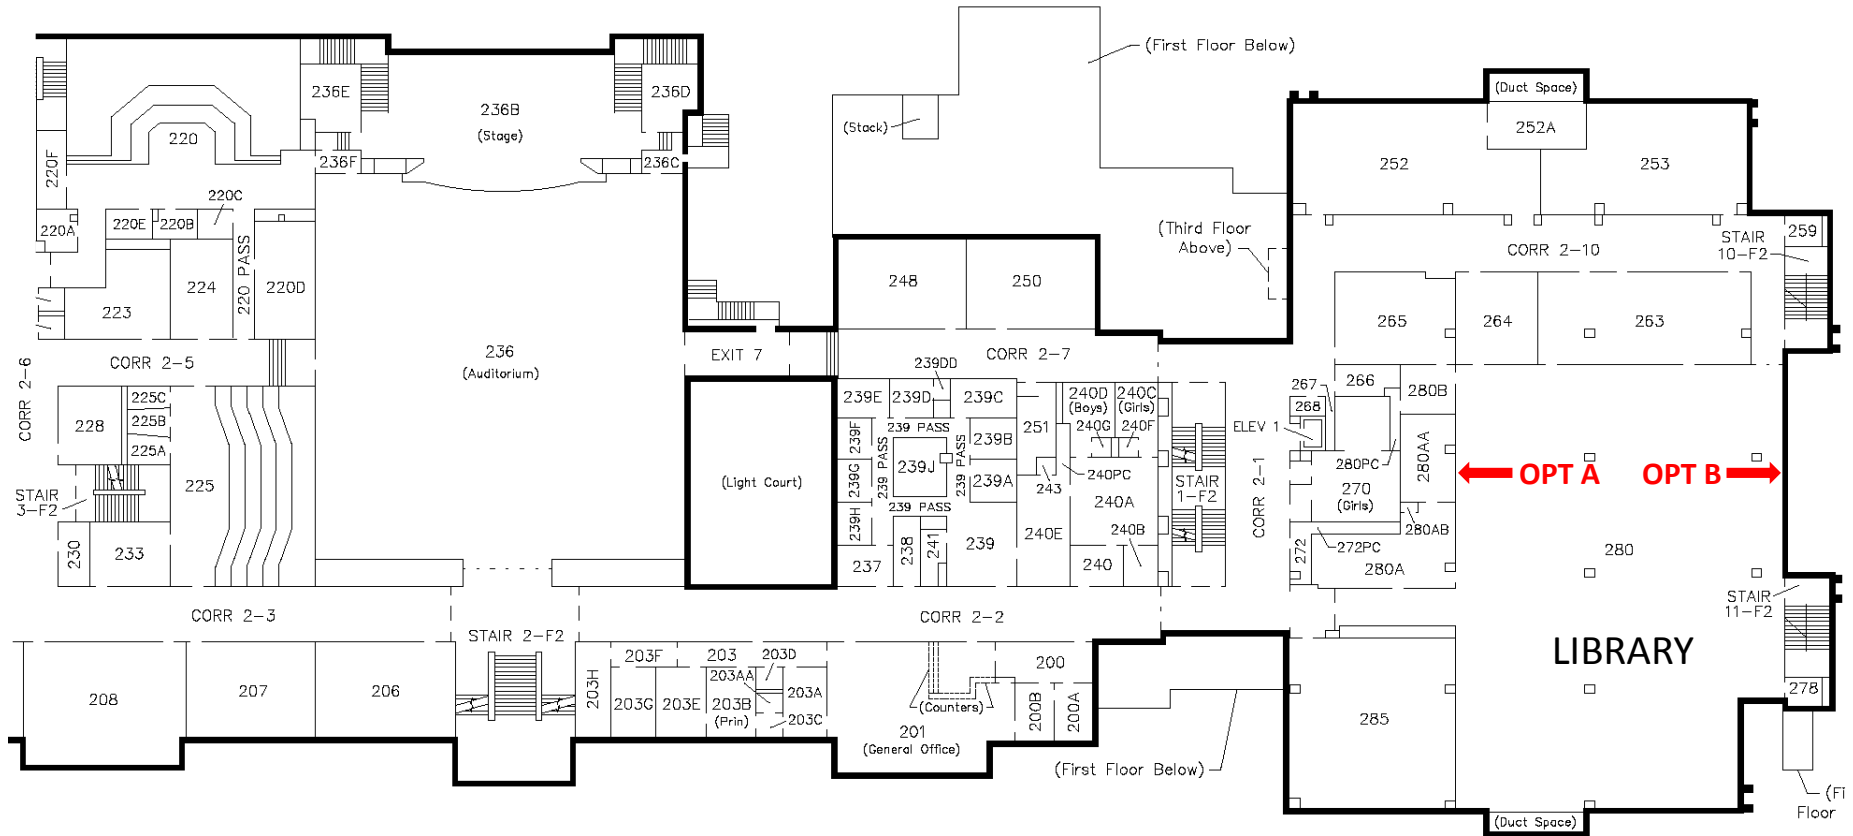 (First Floor Below)
(Duct Space)
236E
236B
236D
(Stage)
(Stack)
252A
220
252
253
220F
236F
236C
220C
220A
220E
220B
(Third Floor
Above)
STAIR
10-F2
259
CORR 2-10
220 PASS
223
224
220D
248
250
265
264
263
CORR 2-6
CORR 2-5
236
(Auditorium)
EXIT 7
CORR 2-7
239DD
228
225C
225B
225A
239E
239D
239C
240D
(Boys)
240C
(Girls)
267
266
268
280B
239 PASS
239F
239 PASS
239J
239 PASS
239B
251
240G
240F
ELEV 1
280PC
280AA
STAIR
3-F2
225
(Light Court)
239G
239A
243
240PC
STAIR
1-F2
CORR 2-1
270
(Girls)
OPT A
OPT B
239H
239 PASS
240A
240B
280AB
230
233
237
238
241
239
240E
240
272
272PC
280A
280
CORR 2-3
CORR 2-2
STAIR
11-F2
STAIR 2-F2
LIBRARY
208
207
206
203H
203F
203
203D
203AA
203A
203G
203E
203B
(Prin)
203C
200
(Counters)
200B
200A
201
(General Office)
278
285
(First Floor Below)
(Fi
Floor
(Duct Space)